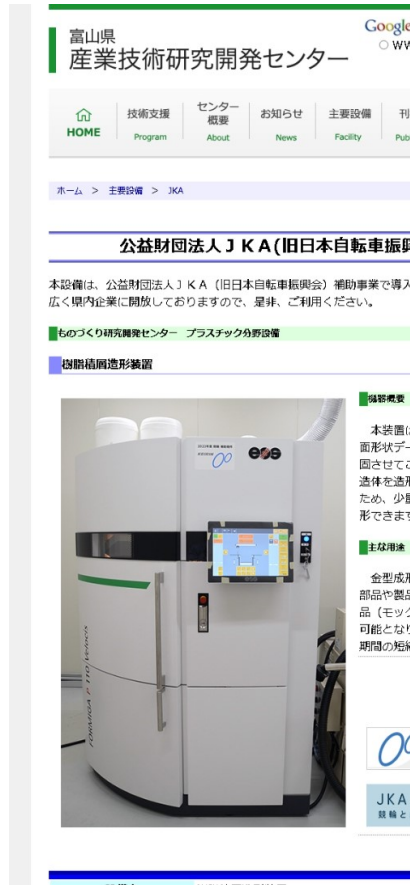 富山県
産業技術研究開発センター
Google
HOME
技術支援
Program
センター
概要
About
お知らせ
News
主要設備
Facility
刊
Pub
ホーム > 主要設備 > JKA
公益財団法人JKA(旧日本自転車振興
本設備は、公益財団法人JKA（旧日本自転車振興会）補助事業で導入
広く県内企業に開放しておりますので、是非、ご利用ください。
ものづくり研究開発センター プラスチック分野設備
樹脂積層造形装置
機器概要
本装置は
面形状デー
固させてこ
造体を造形
ため、少量
形できます
主な用途
金型成形
部品や製品
品（モック
可能となり
期間の短縮
eos
FORMIGA P 110 Velocis
JKA
競輪と